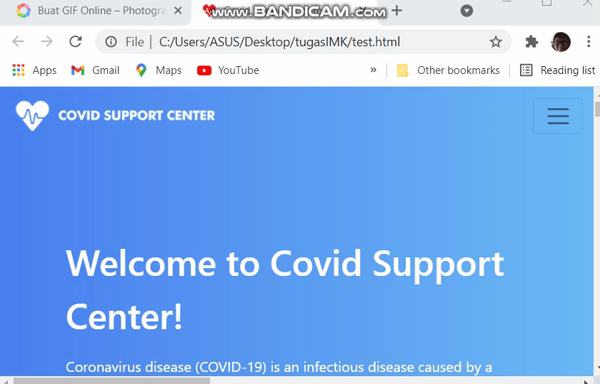 Buat GIF Online – Photogra
www.BANDICAM.com
File C:/Users/ASUS/Desktop/tugasIMK/test.html
Apps Gmail Maps YouTube » Other bookmarks Reading list
COVID SUPPORT CENTER
Welcome to Covid Support
Center!
Coronavirus disease (COVID-19) is an infectious disease caused by a